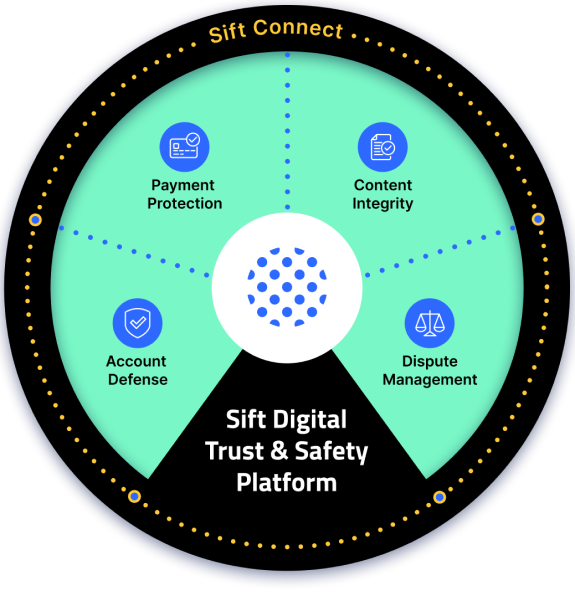 Sift Connect
Payment
Protection
Content
Integrity
Account
Defense
Dispute
Management
Sift Digital
Trust & Safety
Platform